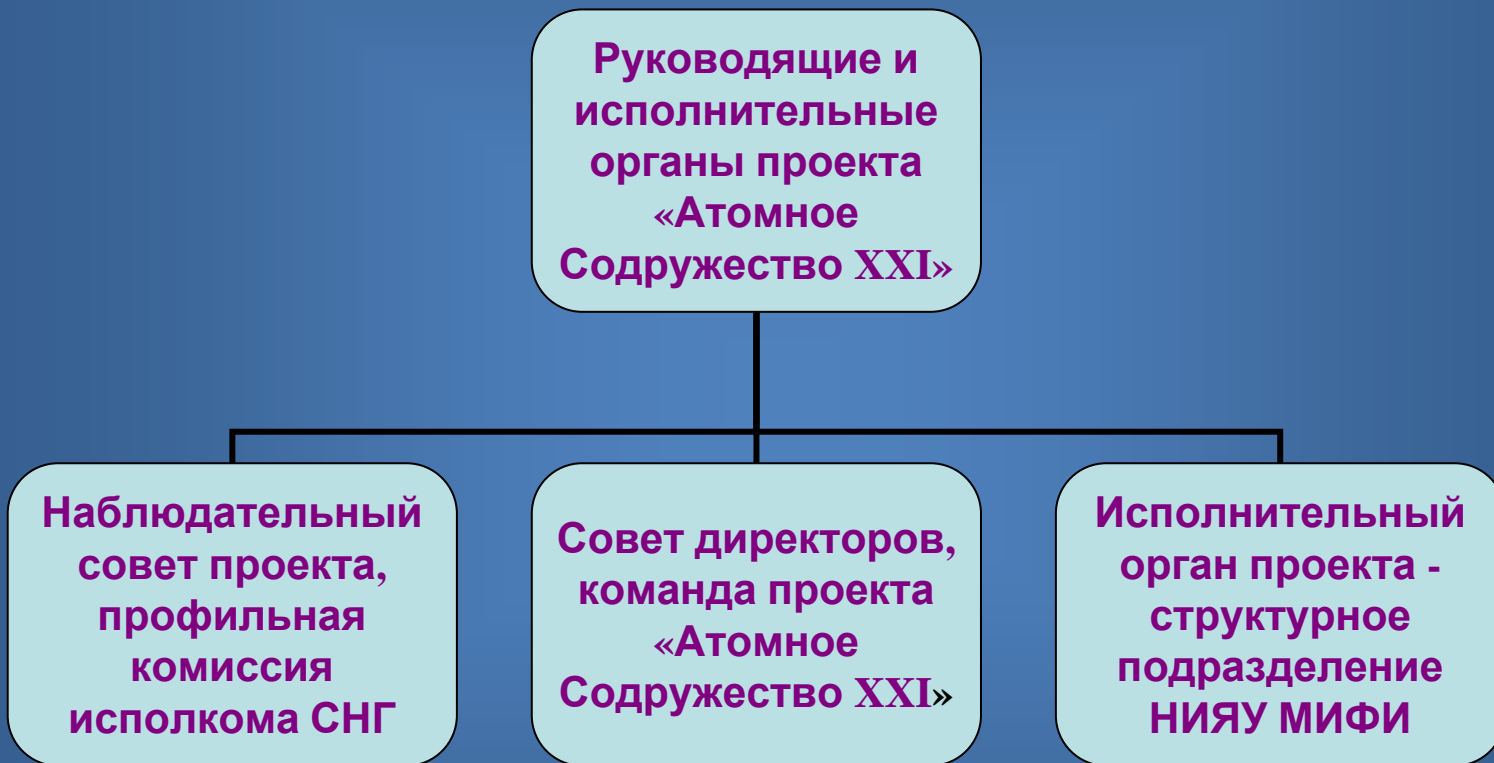 Руководящие и
исполнительные
органы проекта
«Атомное
Содружество XXI»
Наблюдательный
совет проекта,
профильная
комиссия
исполкома СНГ
Совет директоров,
команда проекта
«Атомное
Содружество XXI»
Исполнительный
орган проекта -
структурное
подразделение
НИЯУ МИФИ